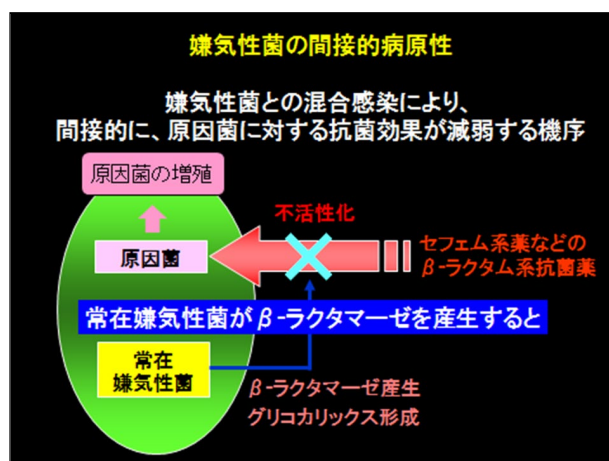 嫌気性菌の間接的病原性
嫌気性菌との混合感染により、
間接的に、原因菌に対する抗菌効果が減弱する機序
原因菌の増殖
不活性化
原因菌
セフェム系薬などの
β-ラクタム系抗菌薬
常在嫌気性菌がβ-ラクタマーゼを産生すると
常在
嫌気性菌
β-ラクタマーゼ産生
グリコカリックス形成